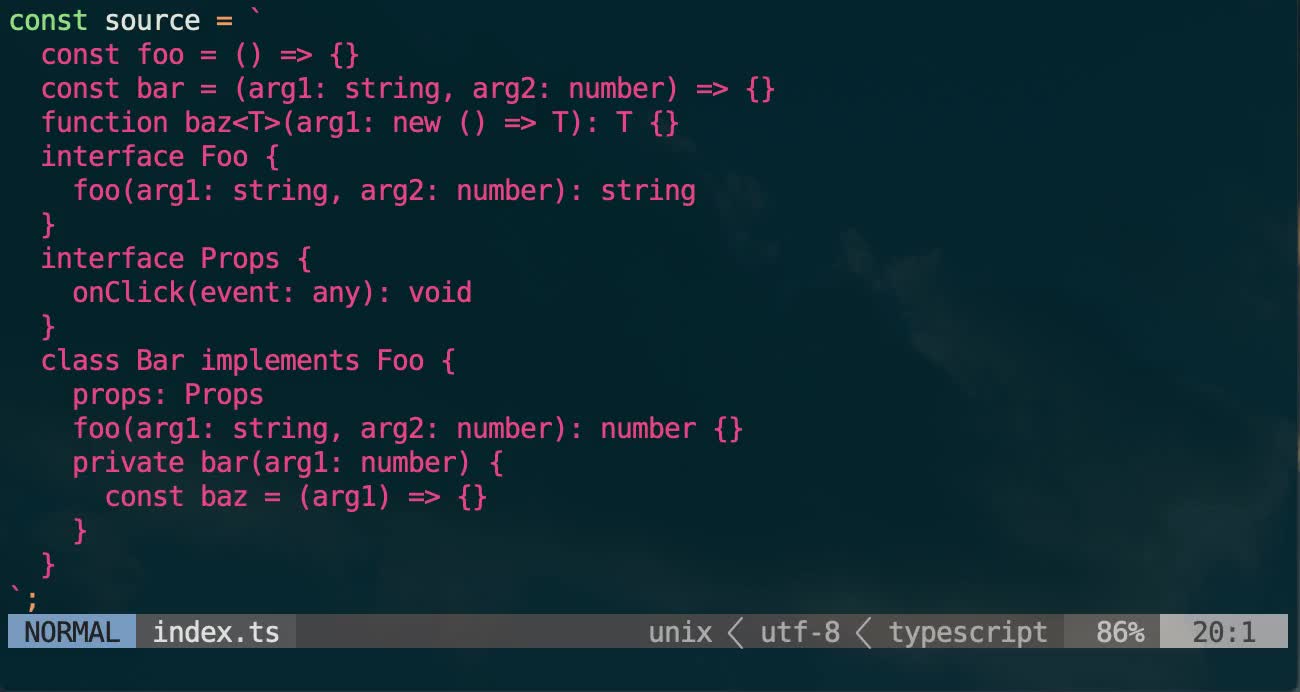 const source = `
  const foo = () => {}
  const bar = (arg1: string, arg2: number) => {}
  function baz<T>(arg1: new () => T): T {}
  interface Foo {
    foo(arg1: string, arg2: number): string
  }
  interface Props {
    onClick(event: any): void
  }
  class Bar implements Foo {
    props: Props
    foo(arg1: string, arg2: number): number {}
    private bar(arg1: number) {
      const baz = (arg1) => {}
    }
  }
`;
NORMAL index.ts unix < utf-8 < typescript 86% 20:1